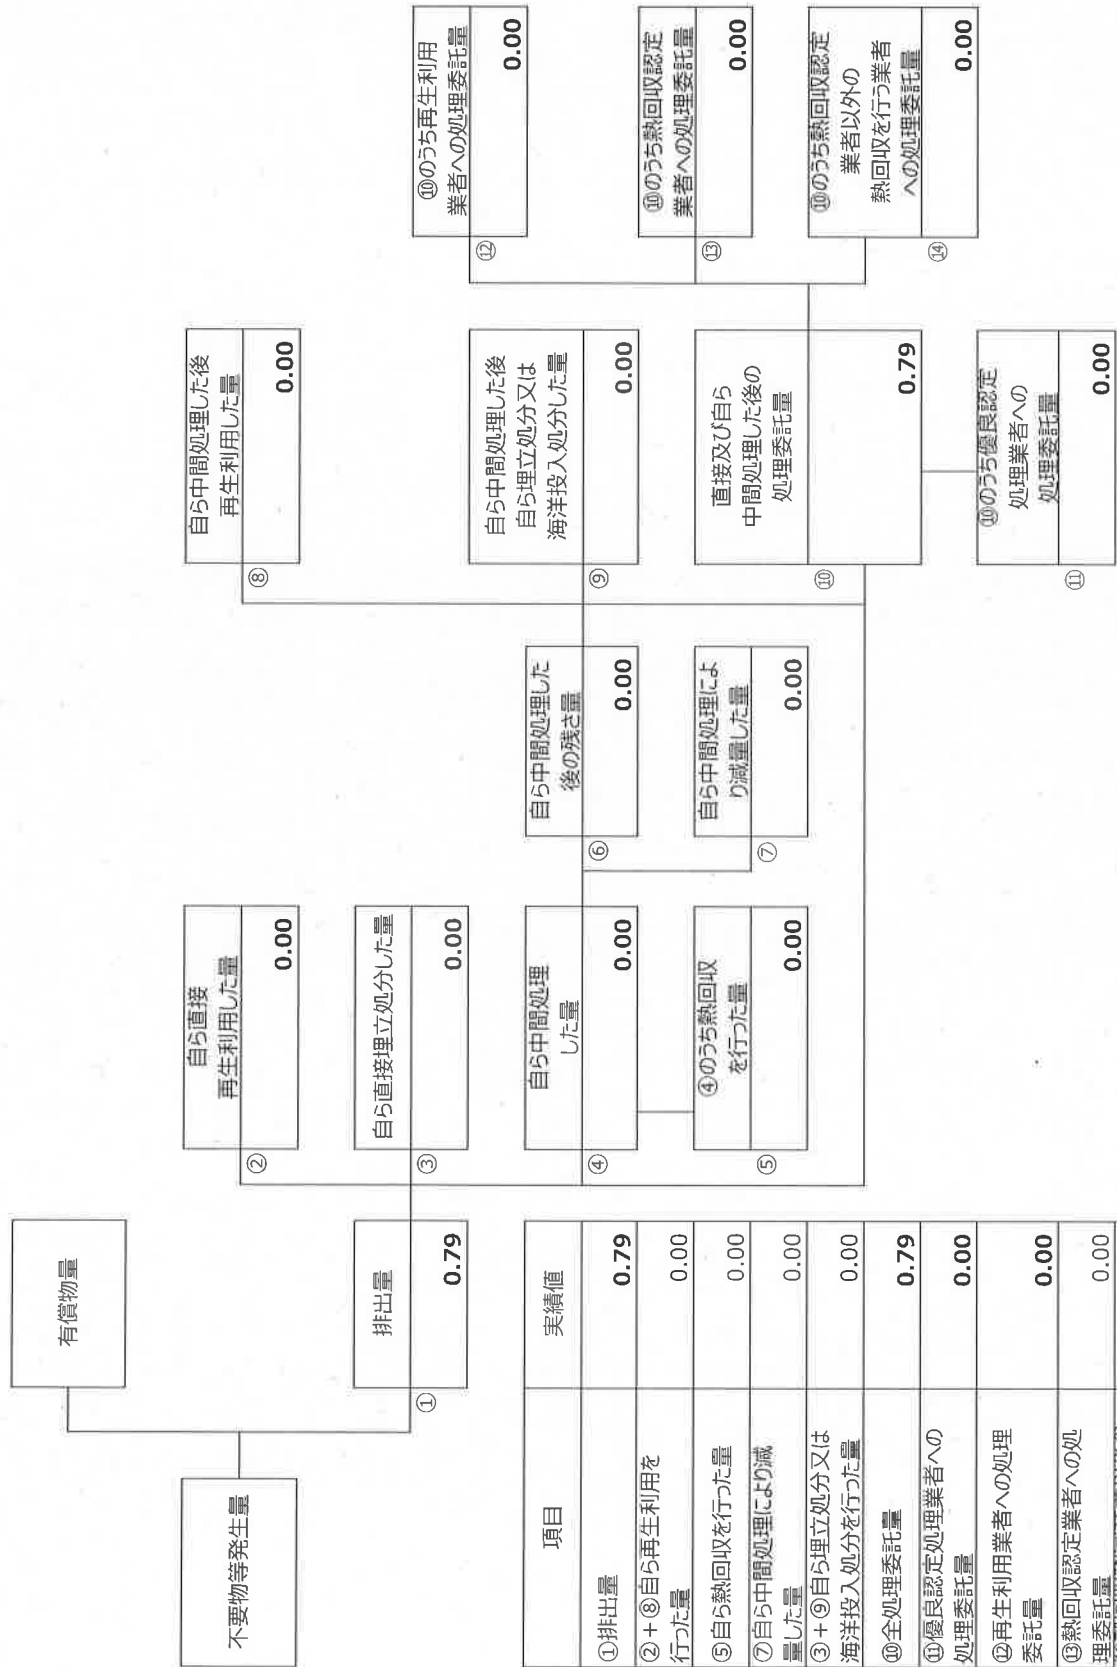 不要物等発生量
有償物量
排出量
①
0.79
自ら直接
再生利用した量
②
0.00
自ら直接埋立処分した量
③
0.00
自ら中間処理
した量
④
0.00
④のうち熱回収
を行った量
⑤
0.00
自ら中間処理した
後の残さ量
⑥
0.00
自ら中間処理によ
り減量した量
⑦
0.00
自ら中間処理した後
再生利用した量
⑧
0.00
自ら中間処理した後
自ら埋立処分又は
海洋投入処分した量
⑨
0.00
直接及び自ら
中間処理した後の
処理委託量
⑩
0.79
⑩のうち優良認定
処理業者への
処理委託量
⑪
0.00
⑩のうち再生利用
業者への処理委託量
⑫
0.00
⑩のうち熱回収認定
業者への処理委託量
⑬
0.00
⑩のうち熱回収認定
業者以外の
熱回収を行う業者
への処理委託量
⑭
0.00
項目 実績値
①排出量 0.79
②+⑧自ら再生利用を
行った量 0.00
⑤自ら熱回収を行った量 0.00
⑦自ら中間処理により減
量した量 0.00
③+⑨自ら埋立処分又は
海洋投入処分を行った量 0.00
⑩全処理委託量 0.79
⑪優良認定処理業者への
処理委託量 0.00
⑫再生利用業者への処理
委託量 0.00
⑬熱回収認定業者への処
理委託量 0.00